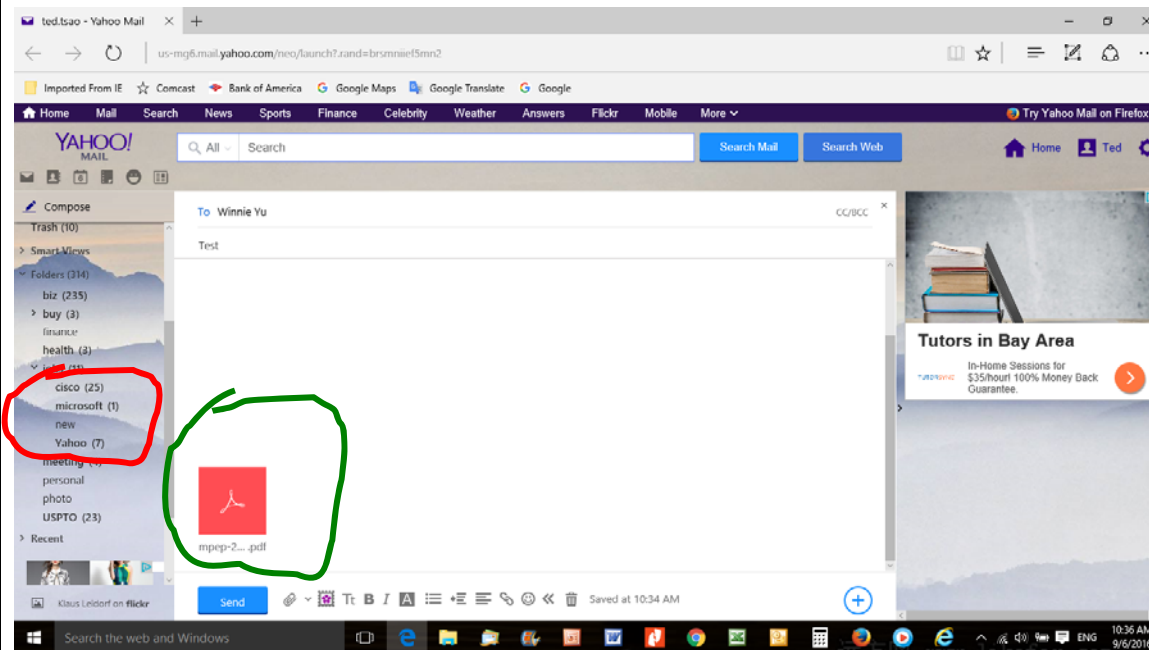 ted.tsao - Yahoo Mail
us-mg6.mail.yahoo.com/neo/launch?.rand=brsmniief5mn2
Imported From IE Comcast Bank of America Google Maps Google Translate Google
Home Mail Search News Sports Finance Celebrity Weather Answers Flickr Mobile More Try Yahoo Mail on Firefox
YAHOO!
MAIL
All Search Search Mail Search Web Home Ted
Compose
Trash (10)
Smart Views
Folders (314)
biz (235)
buy (3)
finance
health (3)
cisco (25)
microsoft (1)
new
Yahoo (7)
meeting
personal
photo
USPTO (23)
Recent
Klaus Leidorf on flickr
To Winnie Yu CC/BCC
Test
mpep-2... .pdf
Send Tt B I A Saved at 10:34 AM
Tutors in Bay Area
In-Home Sessions for
$35/hour! 100% Money Back
Guarantee.
Search the web and Windows
ENG
10:36 AM
9/6/2016